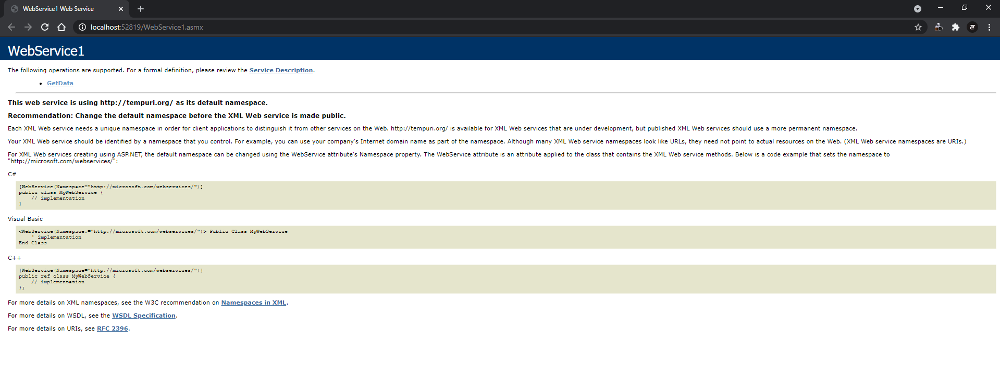 WebService1 Web Service
localhost:52819/WebService1.asmx
WebService1
The following operations are supported. For a formal definition, please review the Service Description.
• GetData
This web service is using http://tempuri.org/ as its default namespace.
Recommendation: Change the default namespace before the XML Web service is made public.
Each XML Web service needs a unique namespace in order for client applications to distinguish it from other services on the Web. http://tempuri.org/ is available for XML Web services that are under development, but published XML Web services should use a more permanent namespace.
Your XML Web service should be identified by a namespace that you control. For example, you can use your company's Internet domain name as part of the namespace. Although many XML Web service namespaces look like URLs, they need not point to actual resources on the Web. (XML Web service namespaces are URIs.)
For XML Web services creating using ASP.NET, the default namespace can be changed using the WebService attribute's Namespace property. The WebService attribute is an attribute applied to the class that contains the XML Web service methods. Below is a code example that sets the namespace to
"http://microsoft.com/webservices/":
C#
[WebService(Namespace="http://microsoft.com/webservices/")]
public class MyWebService {
    // implementation
}
Visual Basic
<WebService(Namespace:="http://microsoft.com/webservices/")> Public Class MyWebService
    ' implementation
End Class
C++
[WebService(Namespace="http://microsoft.com/webservices/")]
public ref class MyWebService {
    // implementation
};
For more details on XML namespaces, see the W3C recommendation on Namespaces in XML.
For more details on WSDL, see the WSDL Specification.
For more details on URIs, see RFC 2396.